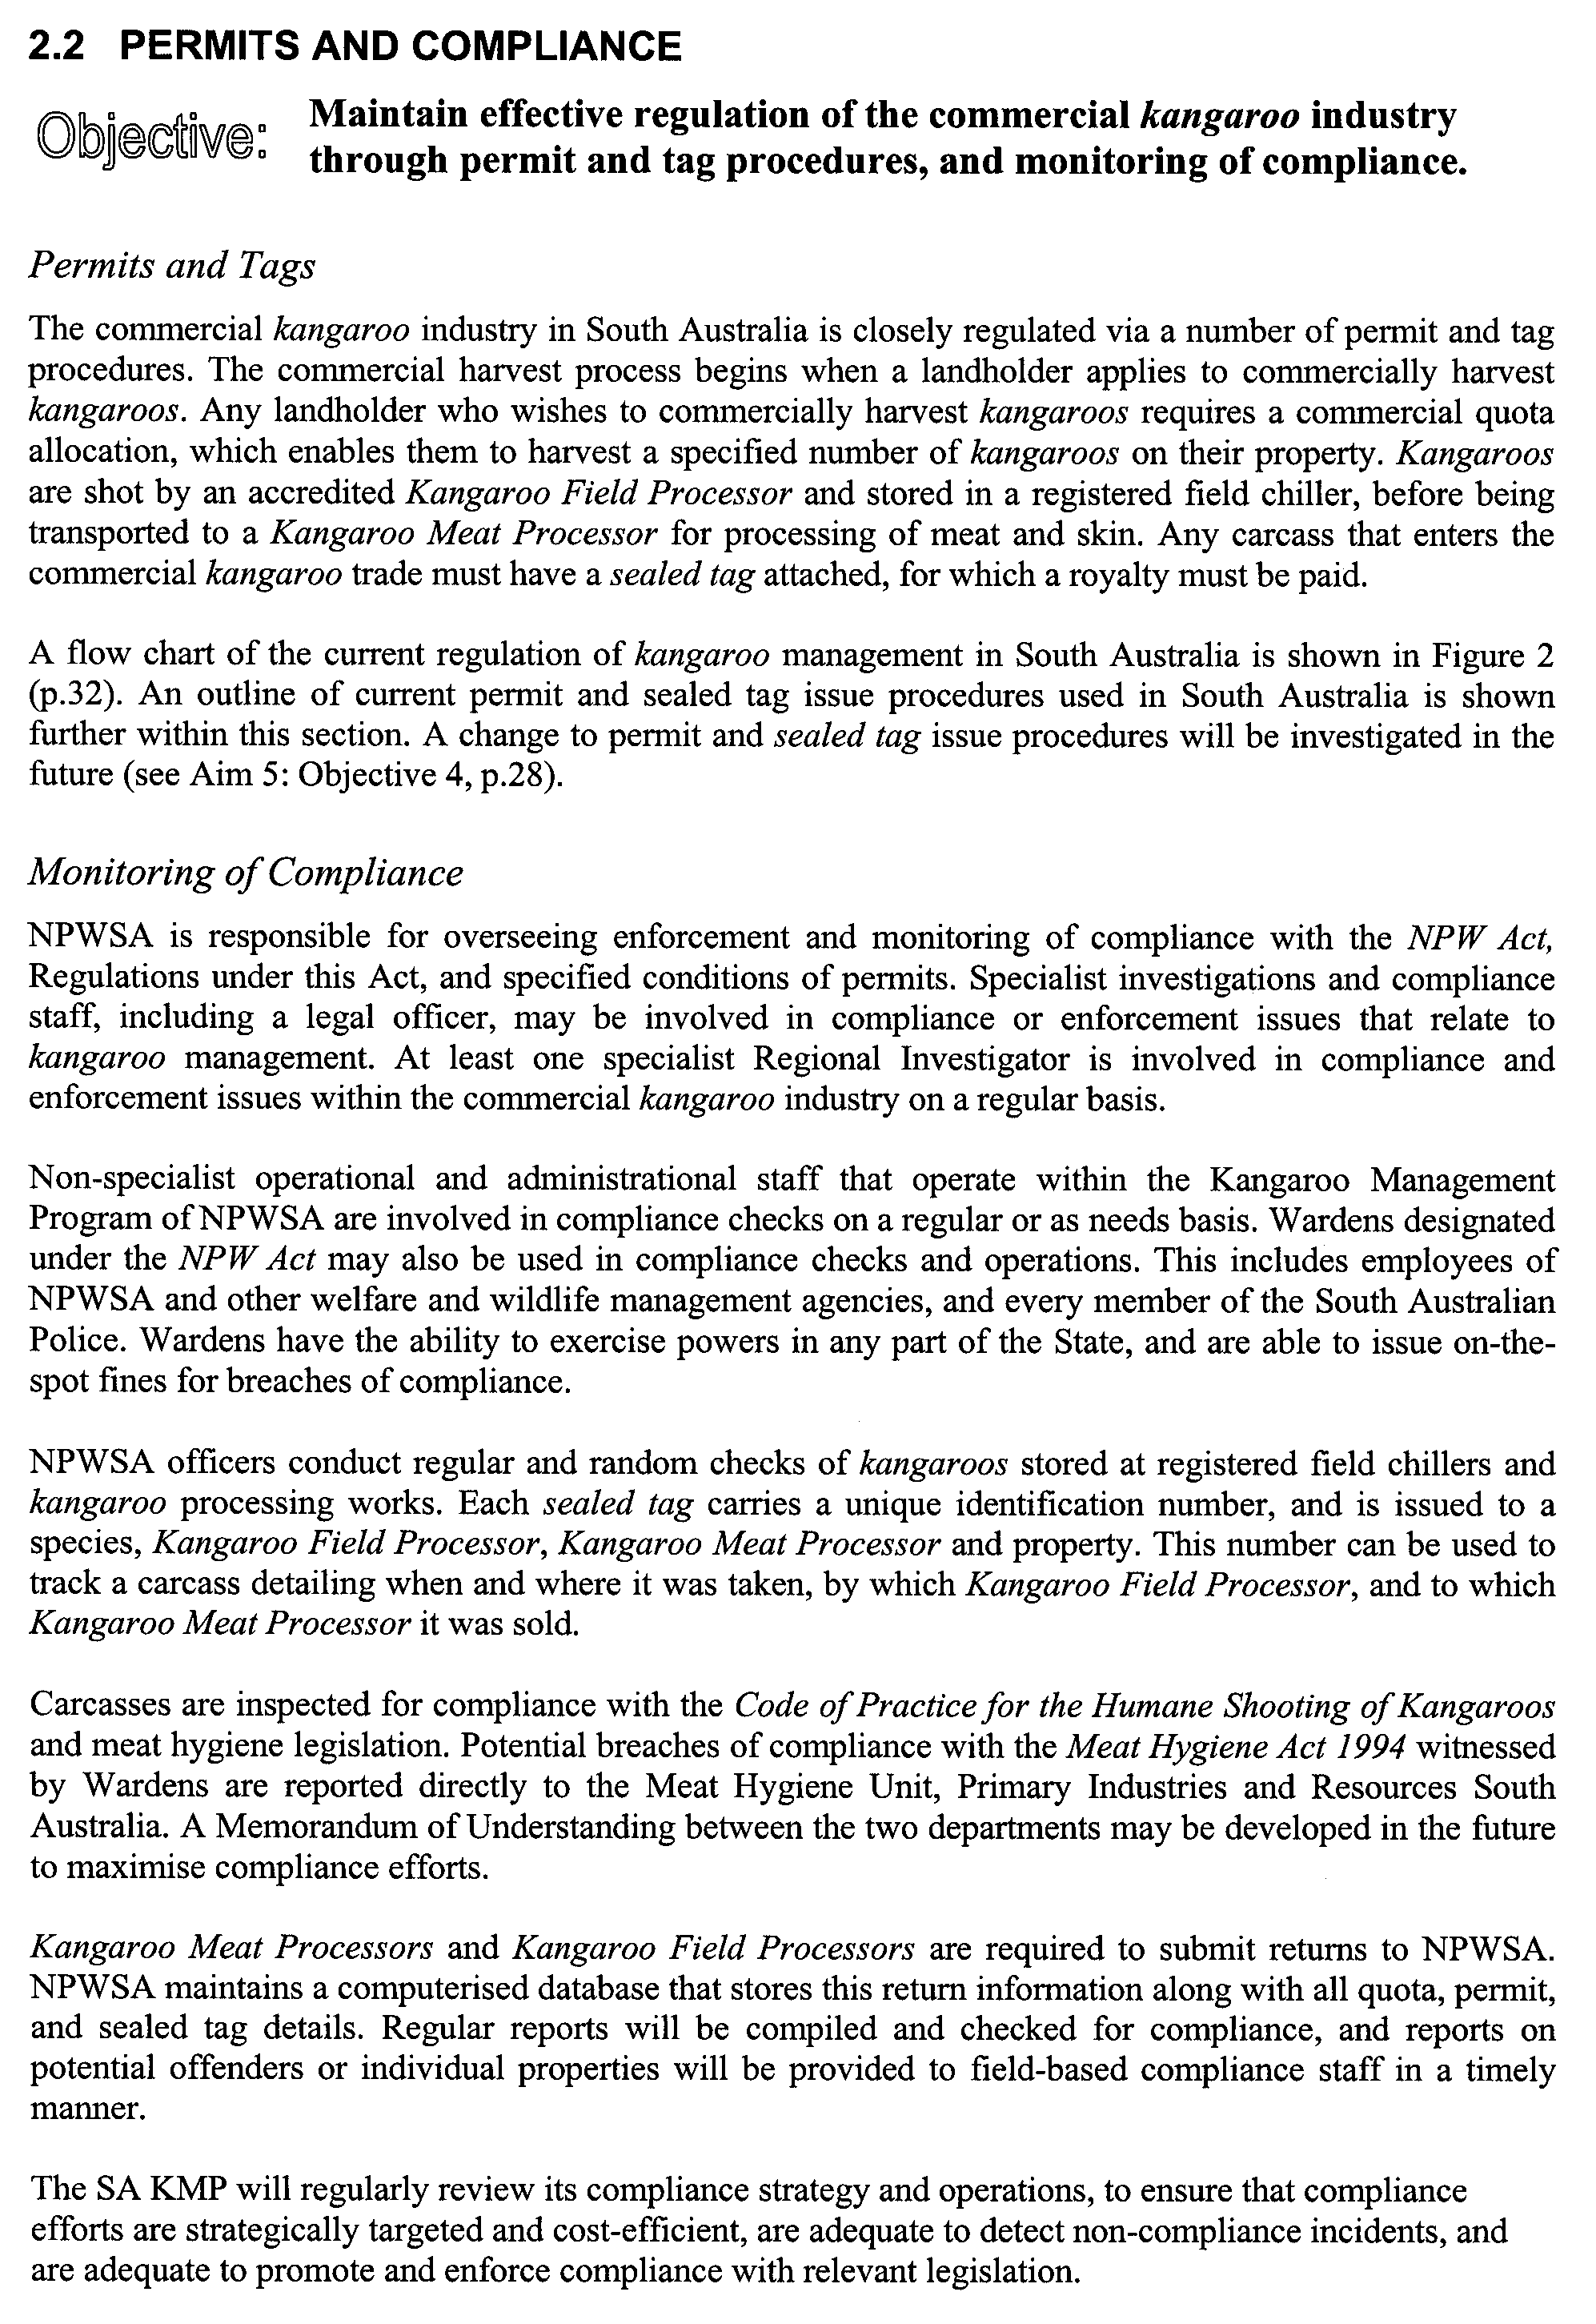 2.2 PERMITS AND COMPLIANCE
Objective: Maintain effective regulation of the commercial kangaroo industry
through permit and tag procedures, and monitoring of compliance.
Permits and Tags
The commercial kangaroo industry in South Australia is closely regulated via a number of permit and tag
procedures. The commercial harvest process begins when a landholder applies to commercially harvest
kangaroos. Any landholder who wishes to commercially harvest kangaroos requires a commercial quota
allocation, which enables them to harvest a specified number of kangaroos on their property. Kangaroos
are shot by an accredited Kangaroo Field Processor and stored in a registered field chiller, before being
transported to a Kangaroo Meat Processor for processing of meat and skin. Any carcass that enters the
commercial kangaroo trade must have a sealed tag attached, for which a royalty must be paid.
A flow chart of the current regulation of kangaroo management in South Australia is shown in Figure 2
(p.32). An outline of current permit and sealed tag issue procedures used in South Australia is shown
further within this section. A change to permit and sealed tag issue procedures will be investigated in the
future (see Aim 5: Objective 4, p.28).
Monitoring of Compliance
NPWSA is responsible for overseeing enforcement and monitoring of compliance with the NPW Act,
Regulations under this Act, and specified conditions of permits. Specialist investigations and compliance
staff, including a legal officer, may be involved in compliance or enforcement issues that relate to
kangaroo management. At least one specialist Regional Investigator is involved in compliance and
enforcement issues within the commercial kangaroo industry on a regular basis.
Non-specialist operational and administrational staff that operate within the Kangaroo Management
Program of NPWSA are involved in compliance checks on a regular or as needs basis. Wardens designated
under the NPW Act may also be used in compliance checks and operations. This includes employees of
NPWSA and other welfare and wildlife management agencies, and every member of the South Australian
Police. Wardens have the ability to exercise powers in any part of the State, and are able to issue on-the-
spot fines for breaches of compliance.
NPWSA officers conduct regular and random checks of kangaroos stored at registered field chillers and
kangaroo processing works. Each sealed tag carries a unique identification number, and is issued to a
species, Kangaroo Field Processor, Kangaroo Meat Processor and property. This number can be used to
track a carcass detailing when and where it was taken, by which Kangaroo Field Processor, and to which
Kangaroo Meat Processor it was sold.
Carcasses are inspected for compliance with the Code of Practice for the Humane Shooting of Kangaroos
and meat hygiene legislation. Potential breaches of compliance with the Meat Hygiene Act 1994 witnessed
by Wardens are reported directly to the Meat Hygiene Unit, Primary Industries and Resources South
Australia. A Memorandum of Understanding between the two departments may be developed in the future
to maximise compliance efforts.
Kangaroo Meat Processors and Kangaroo Field Processors are required to submit returns to NPWSA.
NPWSA maintains a computerised database that stores this return information along with all quota, permit,
and sealed tag details. Regular reports will be compiled and checked for compliance, and reports on
potential offenders or individual properties will be provided to field-based compliance staff in a timely
manner.
The SA KMP will regularly review its compliance strategy and operations, to ensure that compliance
efforts are strategically targeted and cost-efficient, are adequate to detect non-compliance incidents, and
are adequate to promote and enforce compliance with relevant legislation.